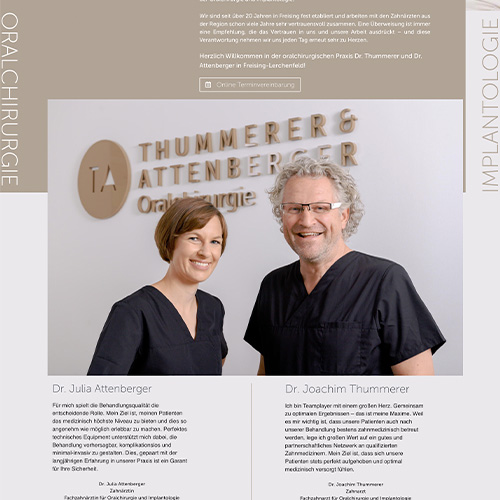 ORALCHIRURGIE
IMPLANTOLOGIE
Wir sind seit über 20 Jahren in Freising fest etabliert und arbeiten mit den Zahnärzten aus
der Region schon viele Jahre sehr vertrauensvoll zusammen. Eine Überweisung ist immer
eine Empfehlung, die das Vertrauen in uns und unsere Arbeit ausdrückt – und diese
Verantwortung nehmen wir uns jeden Tag erneut sehr zu Herzen.
Herzlich Willkommen in der oralchirurgischen Praxis Dr. Thummerer und Dr.
Attenberger in Freising-Lerchenfeld!
Online Terminvereinbarung
TA
THUMMERER &
ATTENBERGER
Oralchirurgie
Dr. Julia Attenberger
Für mich spielt die Behandlungsqualität die
entscheidende Rolle. Mein Ziel ist, meinen Patienten
das medizinisch höchste Niveau zu bieten und dies so
angenehm wie möglich erlebbar zu machen. Perfektes
technisches Equipment unterstützt mich dabei, die
Behandlung vorhersagbar, komplikationslos und
minimal-invasiv zu gestalten. Dies, gepaart mit der
langjährigen Erfahrung in unserer Praxis ist ein Garant
für Ihre Sicherheit.
Dr. Julia Attenberger
Zahnärztin
Fachzahnärztin für Oralchirurgie und Implantologie
Dr. Joachim Thummerer
Ich bin Teamplayer mit einem großen Herz. Gemeinsam
zu optimalen Ergebnissen – das ist meine Maxime. Weil
es mir wichtig ist, dass unsere Patienten auch nach
unserer Behandlung bestens zahnmedizinisch betreut
werden, lege ich großen Wert auf ein gutes und
partnerschaftliches Netzwerk an qualifizierten
Zahnmedizinern. Mein Ziel ist, dass sich unsere
Patienten stets perfekt aufgehoben und optimal
medizinisch versorgt fühlen.
Dr. Joachim Thummerer
Zahnarzt
Fachzahnarzt für Oralchirurgie und Implantologie